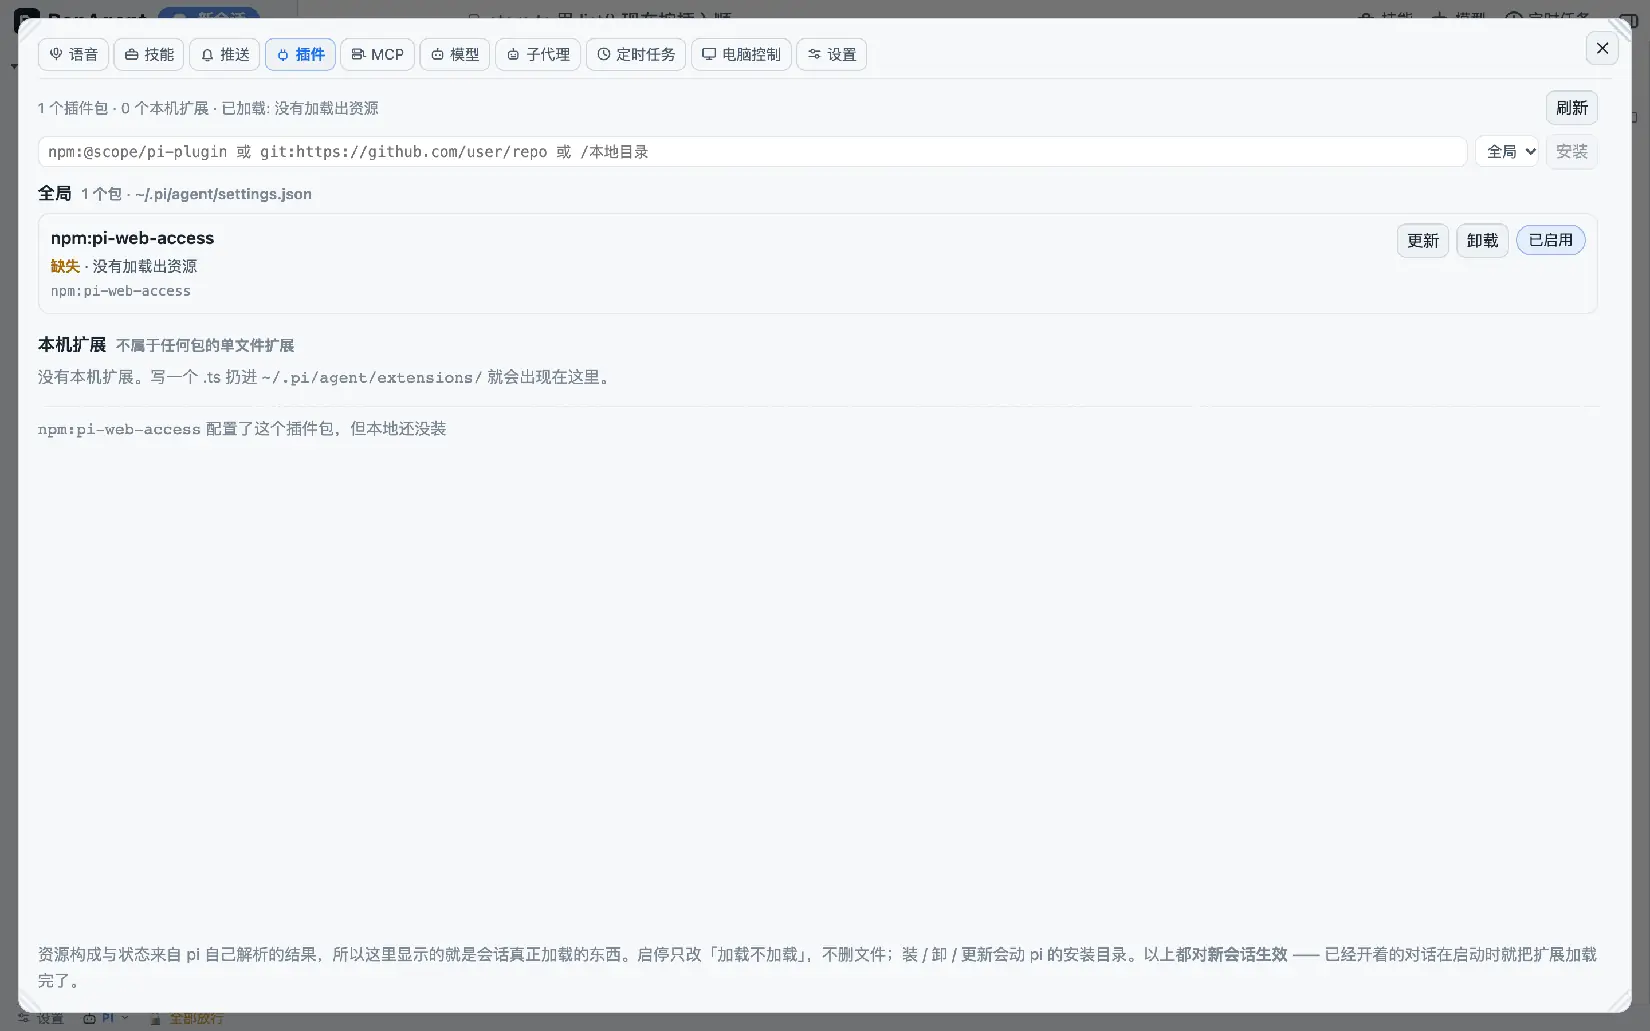 语音 技能 推送 插件 MCP 模型 子代理 定时任务 电脑控制 设置
1 个插件包 · 0 个本机扩展 · 已加载: 没有加载出资源
刷新
npm:@scope/pi-plugin 或 git:https://github.com/user/repo 或 /本地目录
全局
安装
全局 1 个包 · ~/.pi/agent/settings.json
npm:pi-web-access
更新 卸载 已启用
缺失 · 没有加载出资源
npm:pi-web-access
本机扩展 不属于任何包的单文件扩展
没有本机扩展。写一个 .ts 扔进 ~/.pi/agent/extensions/ 就会出现在这里。
npm:pi-web-access 配置了这个插件包，但本地还没装
资源构成与状态来自 pi 自己解析的结果，所以这里显示的就是会话真正加载的东西。启停只改「加载不加载」，不删文件；装 / 卸 / 更新会动 pi 的安装目录。以上都对新会话生效 —— 已经开着的对话在启动时就把扩展加载
完了。
设置 PI 全部放行